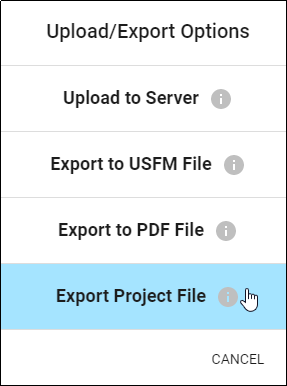 Upload/Export Options
Upload to Server
Export to USFM File
Export to PDF File
Export Project File
CANCEL